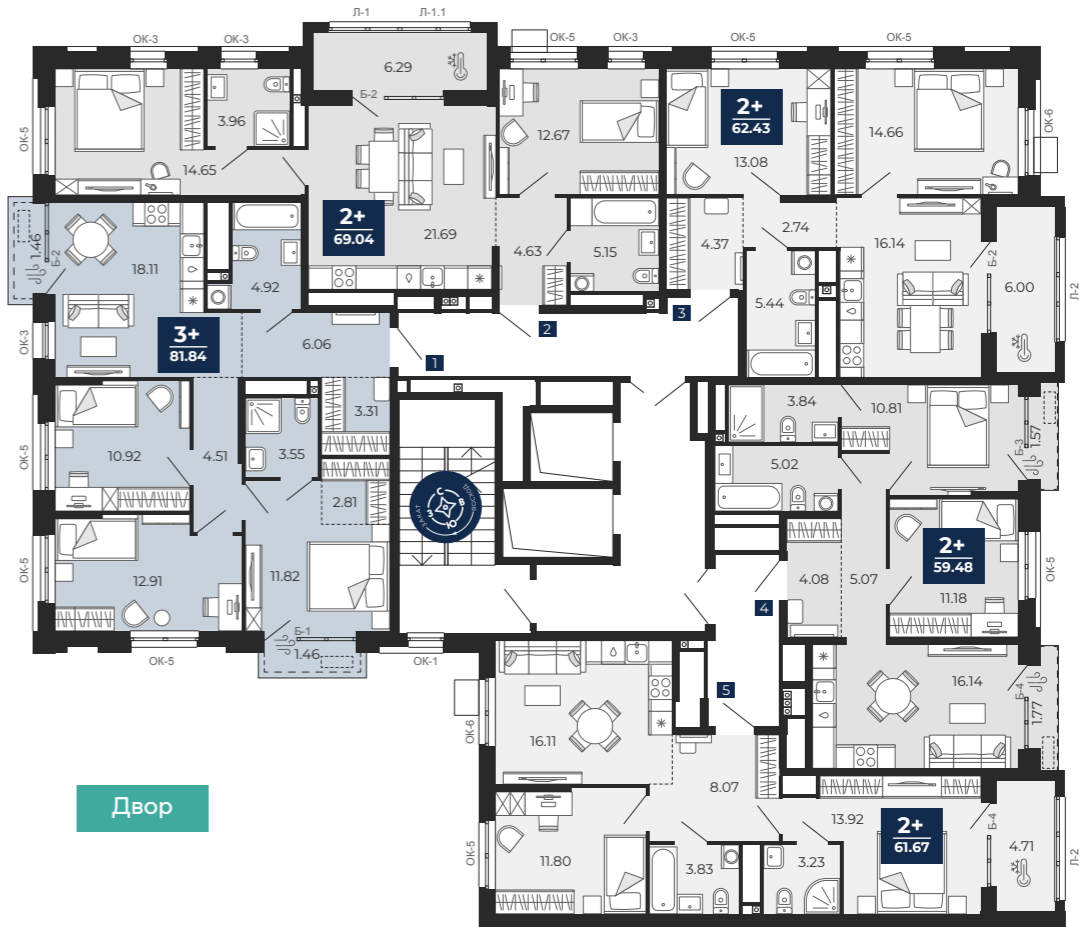 Л-1
Л-1.1
ОК-3
ОК-3
ОК-5
ОК-3
ОК-5
ОК-5
6.29
Б-2
ОК-5
3.96
14.65
12.67
2+
62.43
13.08
14.66
ОК-6
2+
69.04
21.69
4.63
5.15
4.37
2.74
16.14
Б-2
6.00
Л-2
1.46
Б-2
18.11
4.92
5.44
ОК-3
3+
81.84
6.06
1
2
3
3.31
3.84
10.81
Б-3
1.57
ОК-5
10.92
4.51
3.55
5.02
2.81
С
В
З
Ю
ЗАКАТ
ВОСХОД
2+
59.48
11.18
ОК-5
4.08
5.07
ОК-5
12.91
11.82
4
Б-1
1.46
ОК-5
ОК-1
5
16.14
Б-4
1.77
ОК-6
16.11
8.07
Двор
13.92
2+
61.67
Б-4
4.71
Л-2
ОК-5
11.80
3.83
3.23